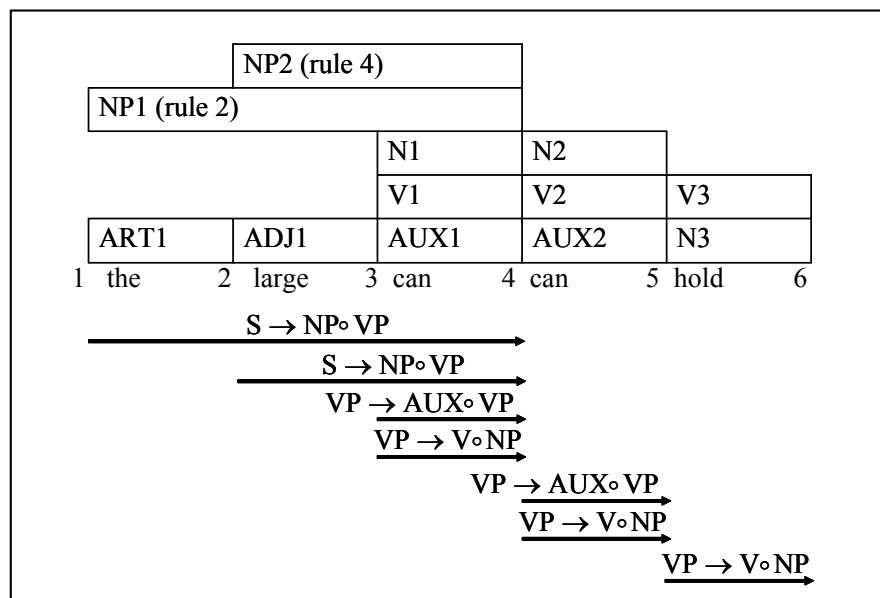 NP2 (rule 4)
NP1 (rule 2)
N1 N2
V1 V2 V3
ART1 ADJ1 AUX1 AUX2 N3
1 the 2 large 3 can 4 can 5 hold 6
S → NP∘VP
S → NP∘VP
VP → AUX∘VP
VP → V∘NP
VP → AUX∘VP
VP → V∘NP
VP → V∘NP